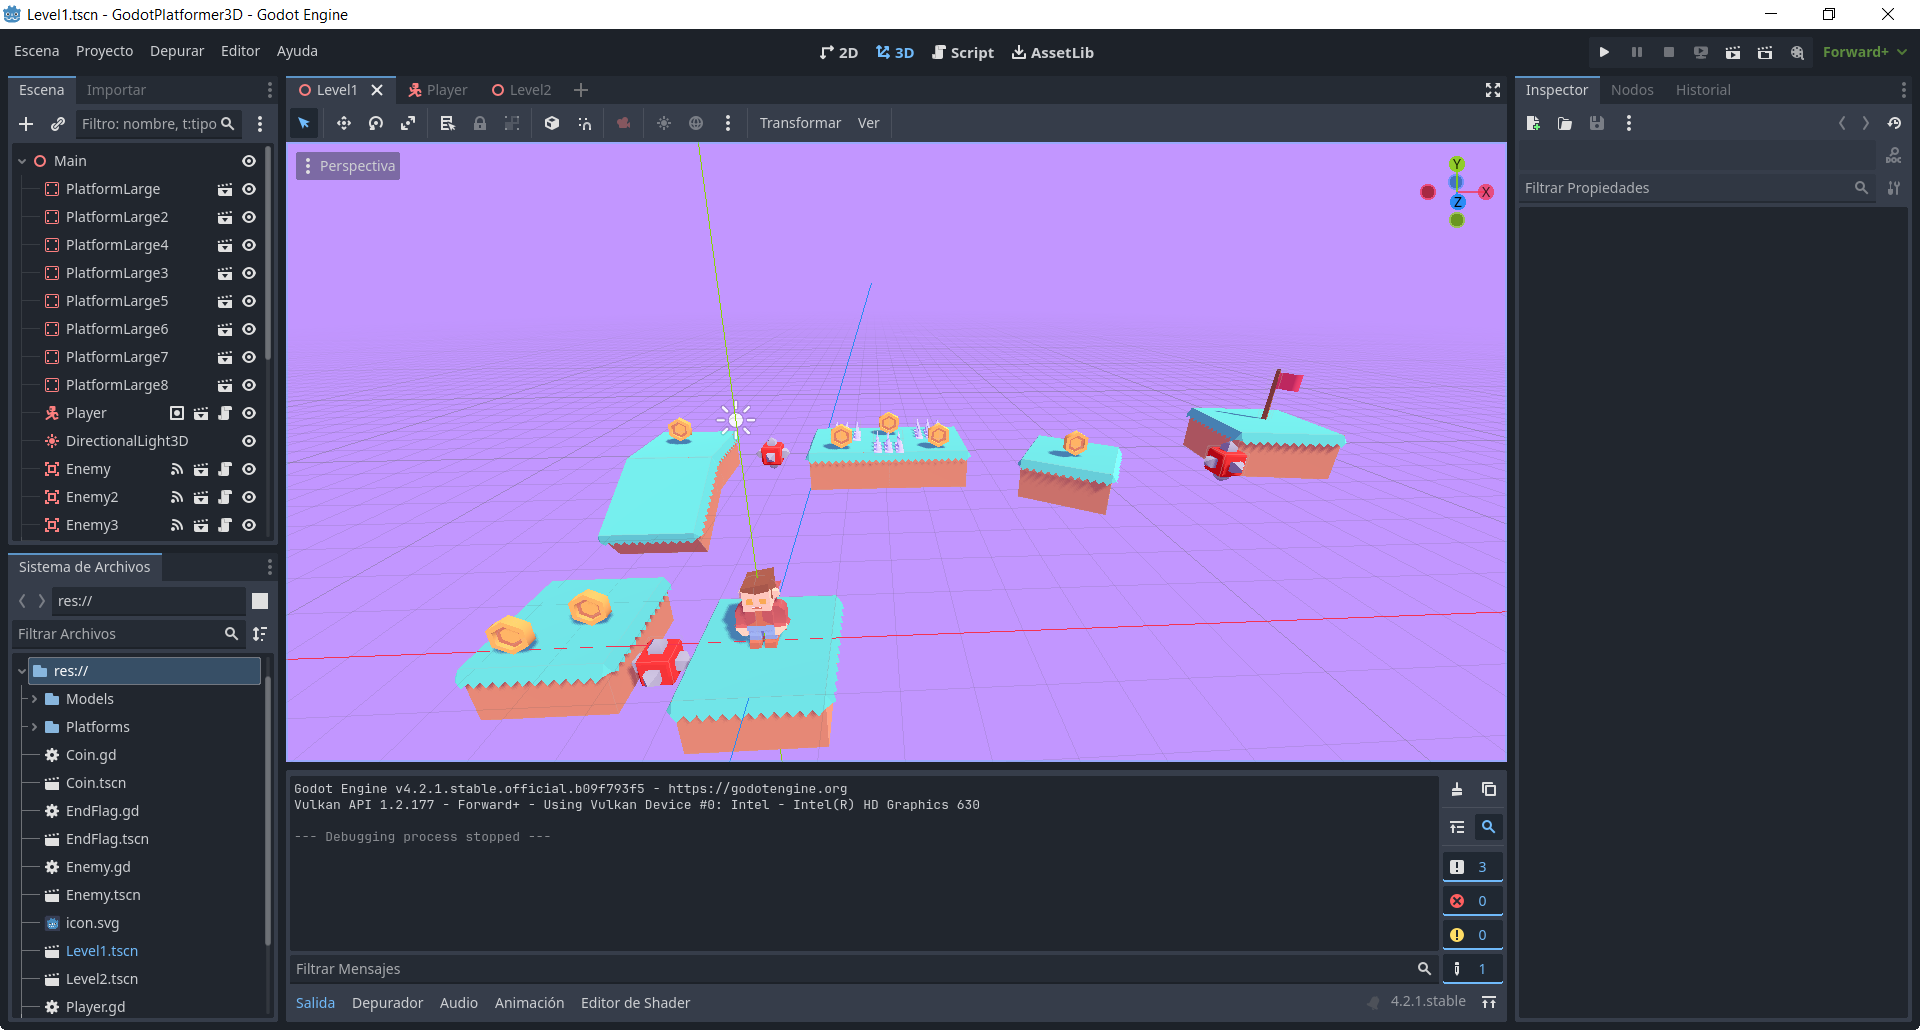 Level1.tscn - GodotPlatformer3D - Godot Engine
Escena Proyecto Depurar Editor Ayuda
2D 3D Script AssetLib
Forward+
Escena Importar
Filtro: nombre, t:tipo
Main
PlatformLarge
PlatformLarge2
PlatformLarge4
PlatformLarge3
PlatformLarge5
PlatformLarge6
PlatformLarge7
PlatformLarge8
Player
DirectionalLight3D
Enemy
Enemy2
Enemy3
Sistema de Archivos
res://
Filtrar Archivos
res://
Models
Platforms
Coin.gd
Coin.tscn
EndFlag.gd
EndFlag.tscn
Enemy.gd
Enemy.tscn
icon.svg
Level1.tscn
Level2.tscn
Player.gd
Level1 Player Level2
Transformar Ver
Perspectiva
Y
X
Z
Godot Engine v4.2.1.stable.official.b09f793f5 - https://godotengine.org
Vulkan API 1.2.177 - Forward+ - Using Vulkan Device #0: Intel - Intel(R) HD Graphics 630
--- Debugging process stopped ---
3
0
0
1
Filtrar Mensajes
Salida Depurador Audio Animación Editor de Shader
4.2.1.stable
Inspector Nodos Historial
DOC
Filtrar Propiedades